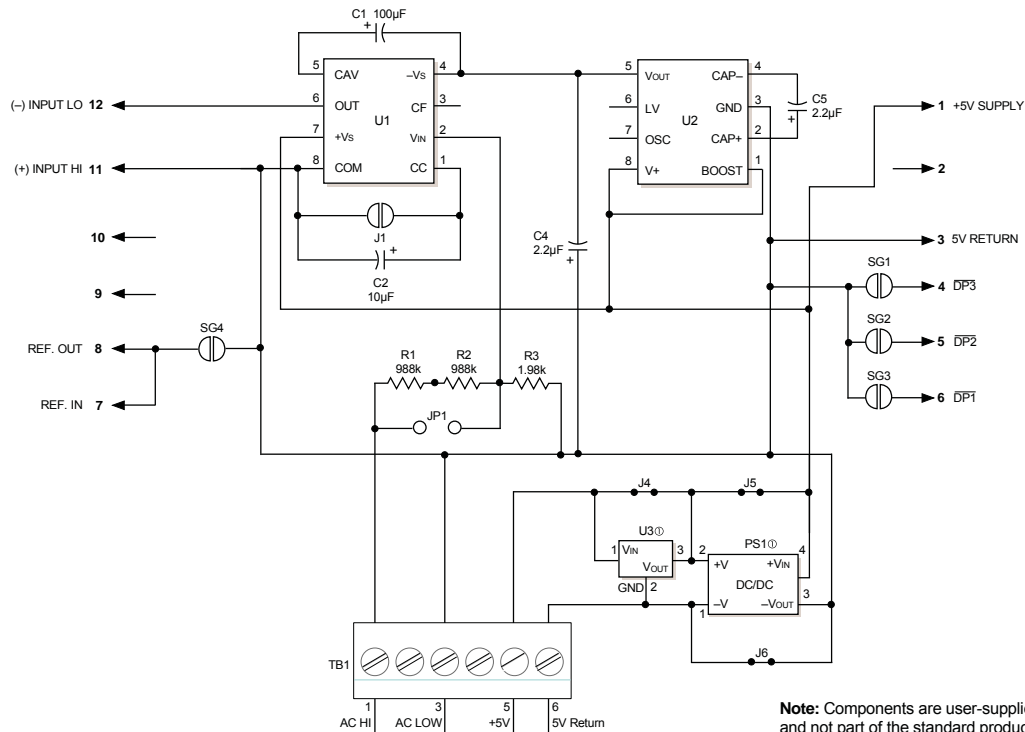 C1 100µF
+
5 CAV –Vs 4
6 OUT CF 3
U1
7 +Vs VIN 2
8 COM CC 1
5 VOUT CAP– 4
6 LV GND 3
U2
7 OSC CAP+ 2
8 V+ BOOST 1
C5
2.2µF
+
(–) INPUT LO 12
(+) INPUT HI 11
10
9
REF. OUT 8
REF. IN 7
SG4
1 +5V SUPPLY
2
3 5V RETURN
SG1
4 DP3
SG2
5 DP2
SG3
6 DP1
J1
+
C2
10µF
C4
2.2µF
+
R1
988k
R2
988k
R3
1.98k
JP1
J4
J5
U3①
1 VIN
VOUT 3
GND 2
PS1①
2 +V +VIN 4
DC/DC
1 –V –VOUT 3
J6
TB1
1 3 5 6
AC HI AC LOW +5V 5V Return
Note: Components are user-supplie
and not part of the standard produc